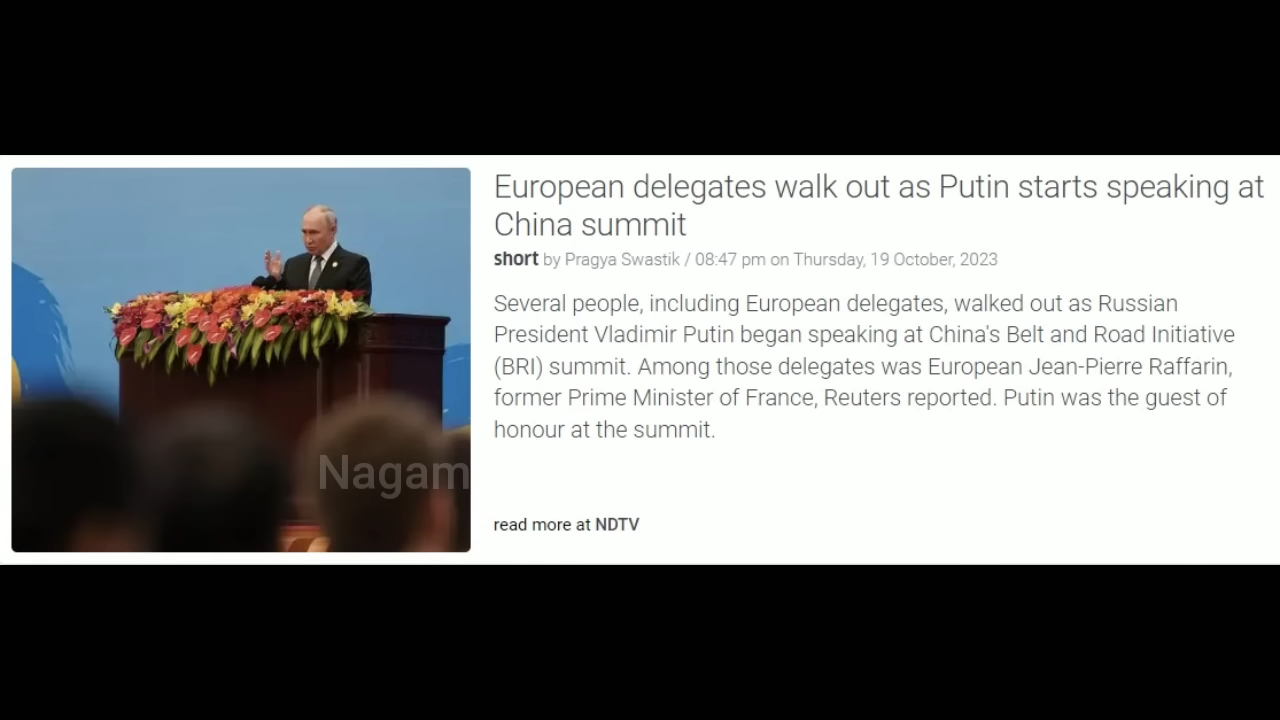 European delegates walk out as Putin starts speaking at
China summit
short by Pragya Swastik / 08:47 pm on Thursday, 19 October, 2023
Several people, including European delegates, walked out as Russian
President Vladimir Putin began speaking at China's Belt and Road Initiative
(BRI) summit. Among those delegates was European Jean-Pierre Raffarin,
former Prime Minister of France, Reuters reported. Putin was the guest of
honour at the summit.
Nagam
read more at NDTV